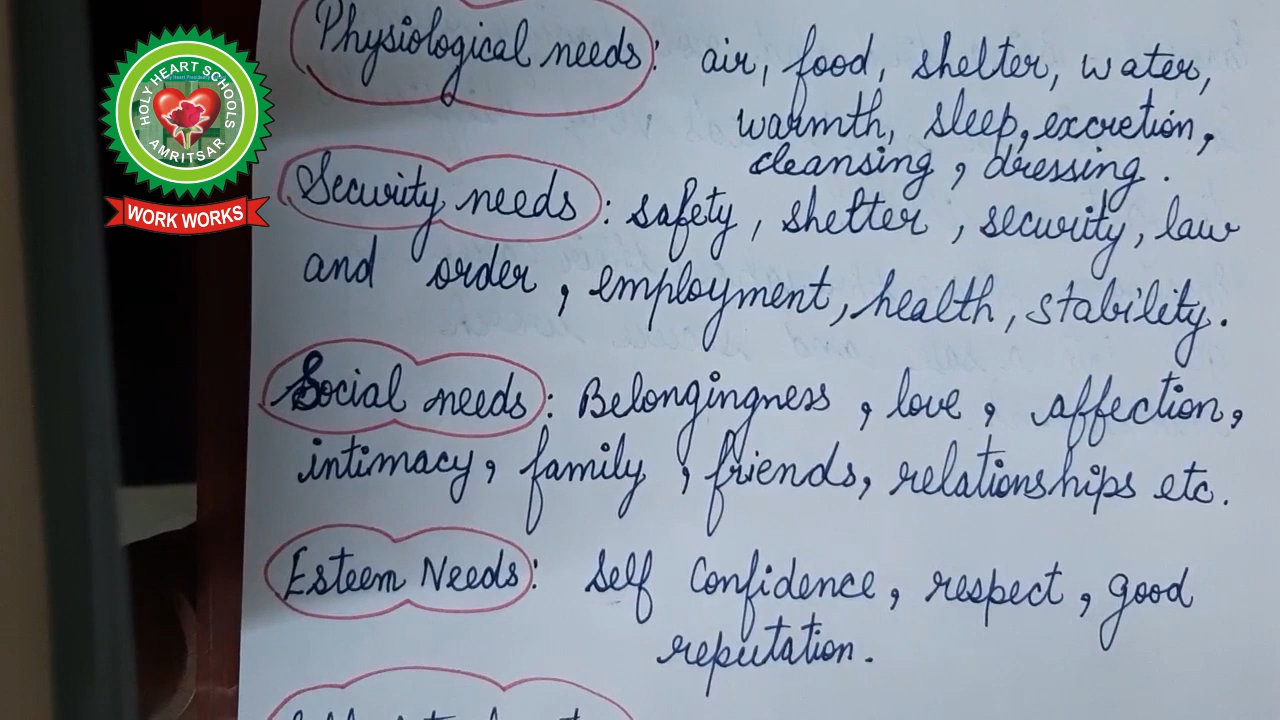 HOLY HEART SCHOOLS
AMRITSAR
WORK WORKS
Physiological needs: air, food, shelter, water,
warmth, sleep, excretion,
cleansing, dressing.
Security needs: safety, shelter, security, law
and order, employment, health, stability.
Social needs: Belongingness, love, affection,
intimacy, family, friends, relationships etc.
Esteem Needs: Self Confidence, respect, good
reputation.